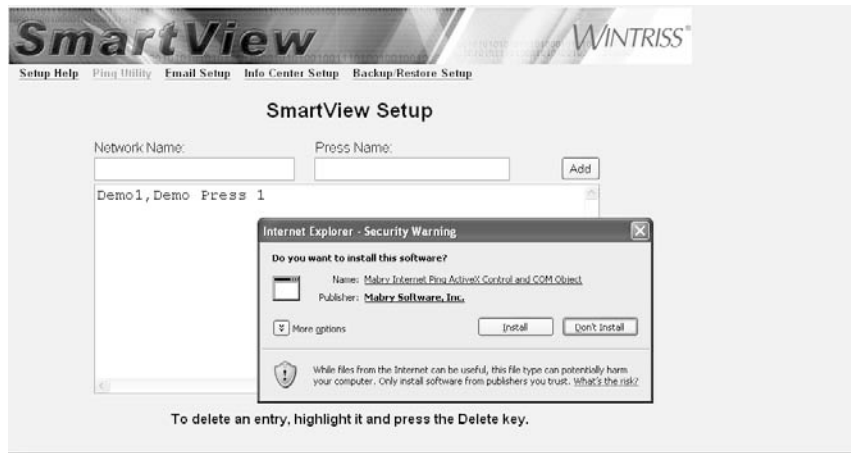 SmartView
WINTRISS®
Setup Help Ping Utility Email Setup Info Center Setup Backup/Restore Setup
SmartView Setup
Network Name: Press Name:
Add
Demo1,Demo Press 1
Internet Explorer - Security Warning
Do you want to install this software?
Name: Mabry Internet Ping ActiveX Control and COM Object
Publisher: Mabry Software, Inc.
More options Install Don't Install
While files from the Internet can be useful, this file type can potentially harm
your computer. Only install software from publishers you trust. What's the risk?
To delete an entry, highlight it and press the Delete key.